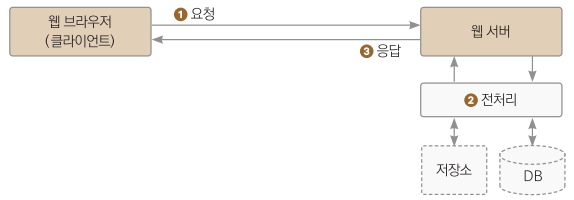 웹 브라우저
(클라이언트)
1 요청
3 응답
웹 서버
2 전처리
저장소
DB